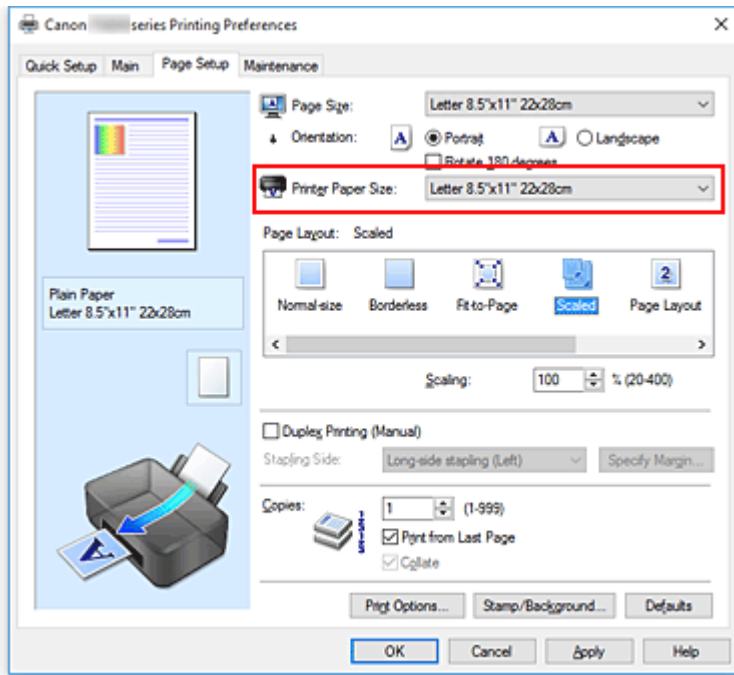 Canon series Printing Preferences
Quick Setup Main Page Setup Maintenance
Page Size: Letter 8.5"x11" 22x28cm
Orientation: A Portrait A Landscape
Rotate 180 degrees
Printer Paper Size: Letter 8.5"x11" 22x28cm
Page Layout: Scaled
Normal-size Borderless Fit-to-Page Scaled Page Layout
Plain Paper
Letter 8.5"x11" 22x28cm
Scaling: 100 % (20-400)
Duplex Printing (Manual)
Stapling Side: Long-side stapling (Left) Specify Margin...
Copies: 1 (1-999)
Print from Last Page
Collate
Print Options... Stamp/Background... Defaults
OK Cancel Apply Help